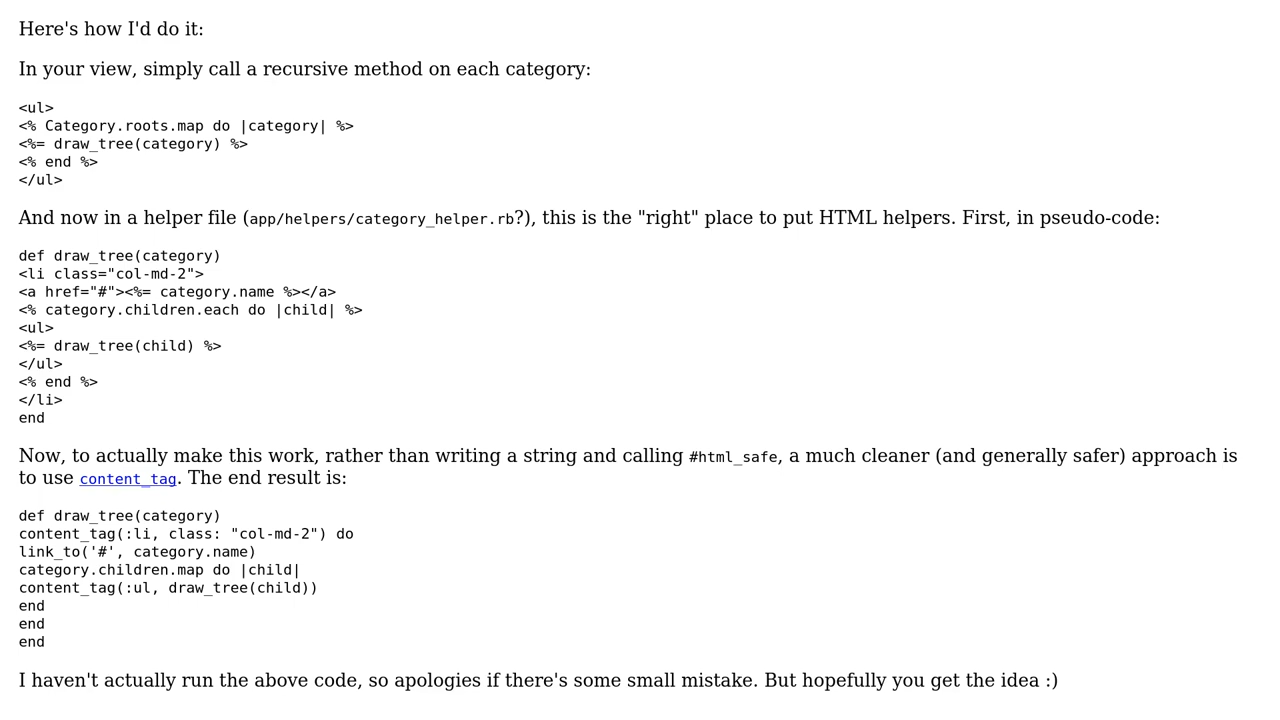 Here's how I'd do it:
In your view, simply call a recursive method on each category:
<ul>
<% Category.roots.map do |category| %>
<%= draw_tree(category) %>
<% end %>
</ul>
And now in a helper file (app/helpers/category_helper.rb?), this is the "right" place to put HTML helpers. First, in pseudo-code:
def draw_tree(category)
<li class="col-md-2">
<a href="#"><%= category.name %></a>
<% category.children.each do |child| %>
<ul>
<%= draw_tree(child) %>
</ul>
<% end %>
</li>
end
Now, to actually make this work, rather than writing a string and calling #html_safe, a much cleaner (and generally safer) approach is
to use content_tag. The end result is:
def draw_tree(category)
content_tag(:li, class: "col-md-2") do
link_to('#', category.name)
category.children.map do |child|
content_tag(:ul, draw_tree(child))
end
end
end
I haven't actually run the above code, so apologies if there's some small mistake. But hopefully you get the idea :)